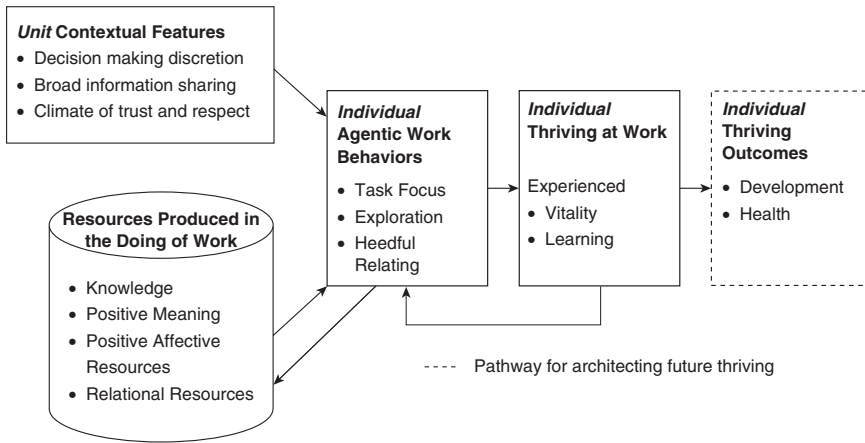 Unit Contextual Features
• Decision making discretion
• Broad information sharing
• Climate of trust and respect
Individual
Agentic Work
Behaviors
• Task Focus
• Exploration
• Heedful
Relating
Individual
Thriving at Work
Experienced
• Vitality
• Learning
Individual
Thriving
Outcomes
• Development
• Health
Resources Produced in
the Doing of Work
• Knowledge
• Positive Meaning
• Positive Affective
Resources
• Relational Resources
Pathway for architecting future thriving